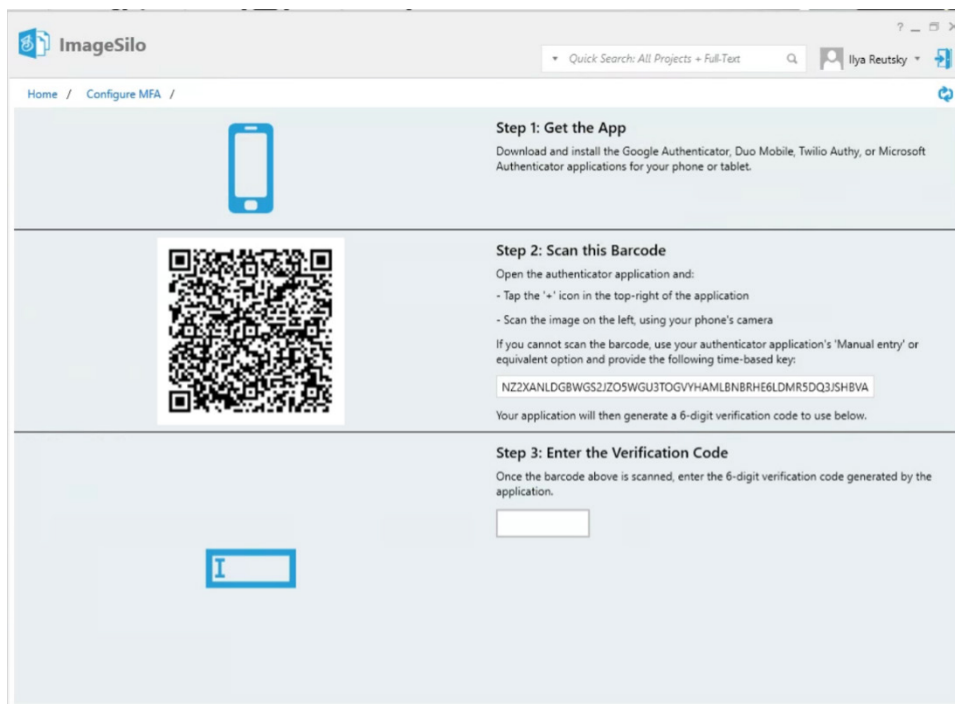 ImageSilo
Quick Search: All Projects + Full-Text
Ilya Reutsky
Home / Configure MFA /
Step 1: Get the App
Download and install the Google Authenticator, Duo Mobile, Twilio Authy, or Microsoft
Authenticator applications for your phone or tablet.
Step 2: Scan this Barcode
Open the authenticator application and:
- Tap the '+' icon in the top-right of the application
- Scan the image on the left, using your phone's camera
If you cannot scan the barcode, use your authenticator application's 'Manual entry' or
equivalent option and provide the following time-based key:
NZ2XANLDGBWGS2JZO5WGU3TOGVYHAMLBNBRHE6LDMR5DQ3JSHBVA
Your application will then generate a 6-digit verification code to use below.
Step 3: Enter the Verification Code
Once the barcode above is scanned, enter the 6-digit verification code generated by the
application.